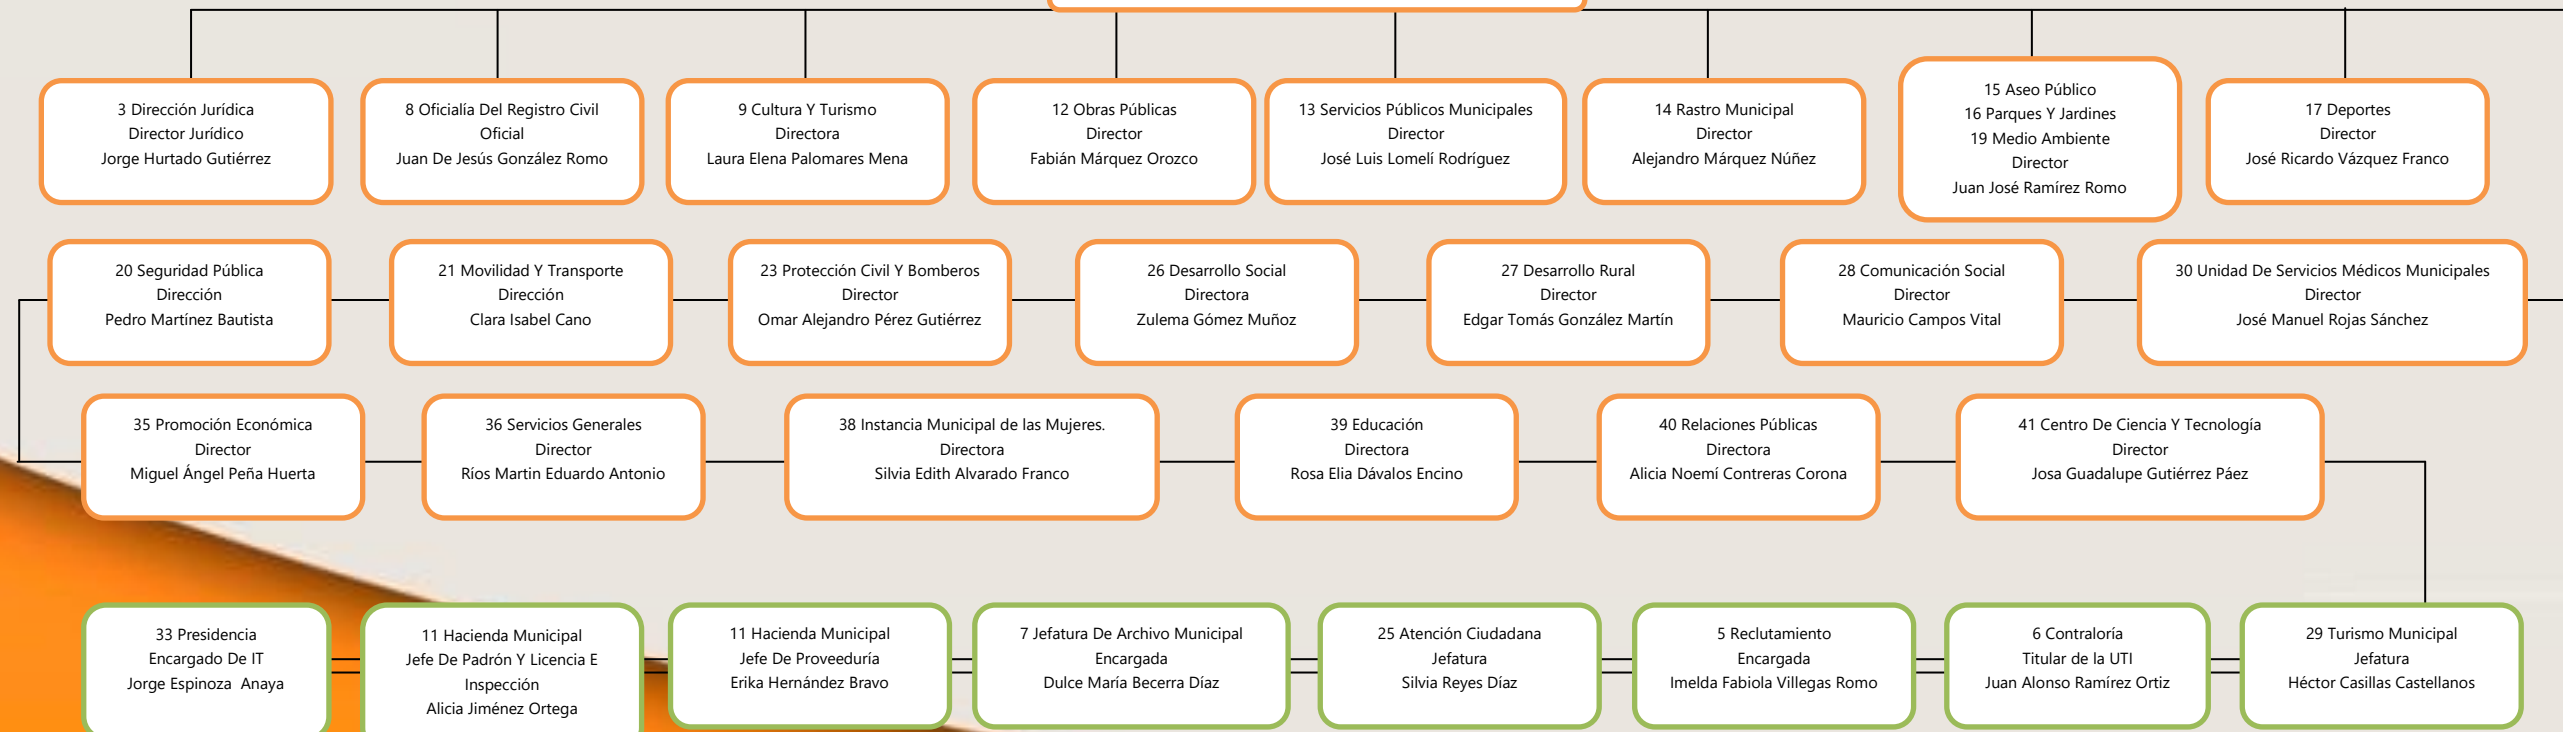 3 Dirección Jurídica
Director Jurídico
Jorge Hurtado Gutiérrez
8 Oficialía Del Registro Civil
Oficial
Juan De Jesús González Romo
9 Cultura Y Turismo
Directora
Laura Elena Palomares Mena
12 Obras Públicas
Director
Fabián Márquez Orozco
13 Servicios Públicos Municipales
Director
José Luis Lomelí Rodríguez
14 Rastro Municipal
Director
Alejandro Márquez Núñez
15 Aseo Público
16 Parques Y Jardines
19 Medio Ambiente
Director
Juan José Ramírez Romo
17 Deportes
Director
José Ricardo Vázquez Franco
20 Seguridad Pública
Dirección
Pedro Martínez Bautista
21 Movilidad Y Transporte
Dirección
Clara Isabel Cano
23 Protección Civil Y Bomberos
Director
Omar Alejandro Pérez Gutiérrez
26 Desarrollo Social
Directora
Zulema Gómez Muñoz
27 Desarrollo Rural
Director
Edgar Tomás González Martín
28 Comunicación Social
Director
Mauricio Campos Vital
30 Unidad De Servicios Médicos Municipales
Director
José Manuel Rojas Sánchez
35 Promoción Económica
Director
Miguel Ángel Peña Huerta
36 Servicios Generales
Director
Ríos Martin Eduardo Antonio
38 Instancia Municipal de las Mujeres.
Directora
Silvia Edith Alvarado Franco
39 Educación
Directora
Rosa Elia Dávalos Encino
40 Relaciones Públicas
Directora
Alicia Noemí Contreras Corona
41 Centro De Ciencia Y Tecnología
Director
Josa Guadalupe Gutiérrez Páez
33 Presidencia
Encargado De IT
Jorge Espinoza  Anaya
11 Hacienda Municipal
Jefe De Padrón Y Licencia E
Inspección
Alicia Jiménez Ortega
11 Hacienda Municipal
Jefe De Proveeduría
Erika Hernández Bravo
7 Jefatura De Archivo Municipal
Encargada
Dulce María Becerra Díaz
25 Atención Ciudadana
Jefatura
Silvia Reyes Díaz
5 Reclutamiento
Encargada
Imelda Fabiola Villegas Romo
6 Contraloría
Titular de la UTI
Juan Alonso Ramírez Ortiz
29 Turismo Municipal
Jefatura
Héctor Casillas Castellanos